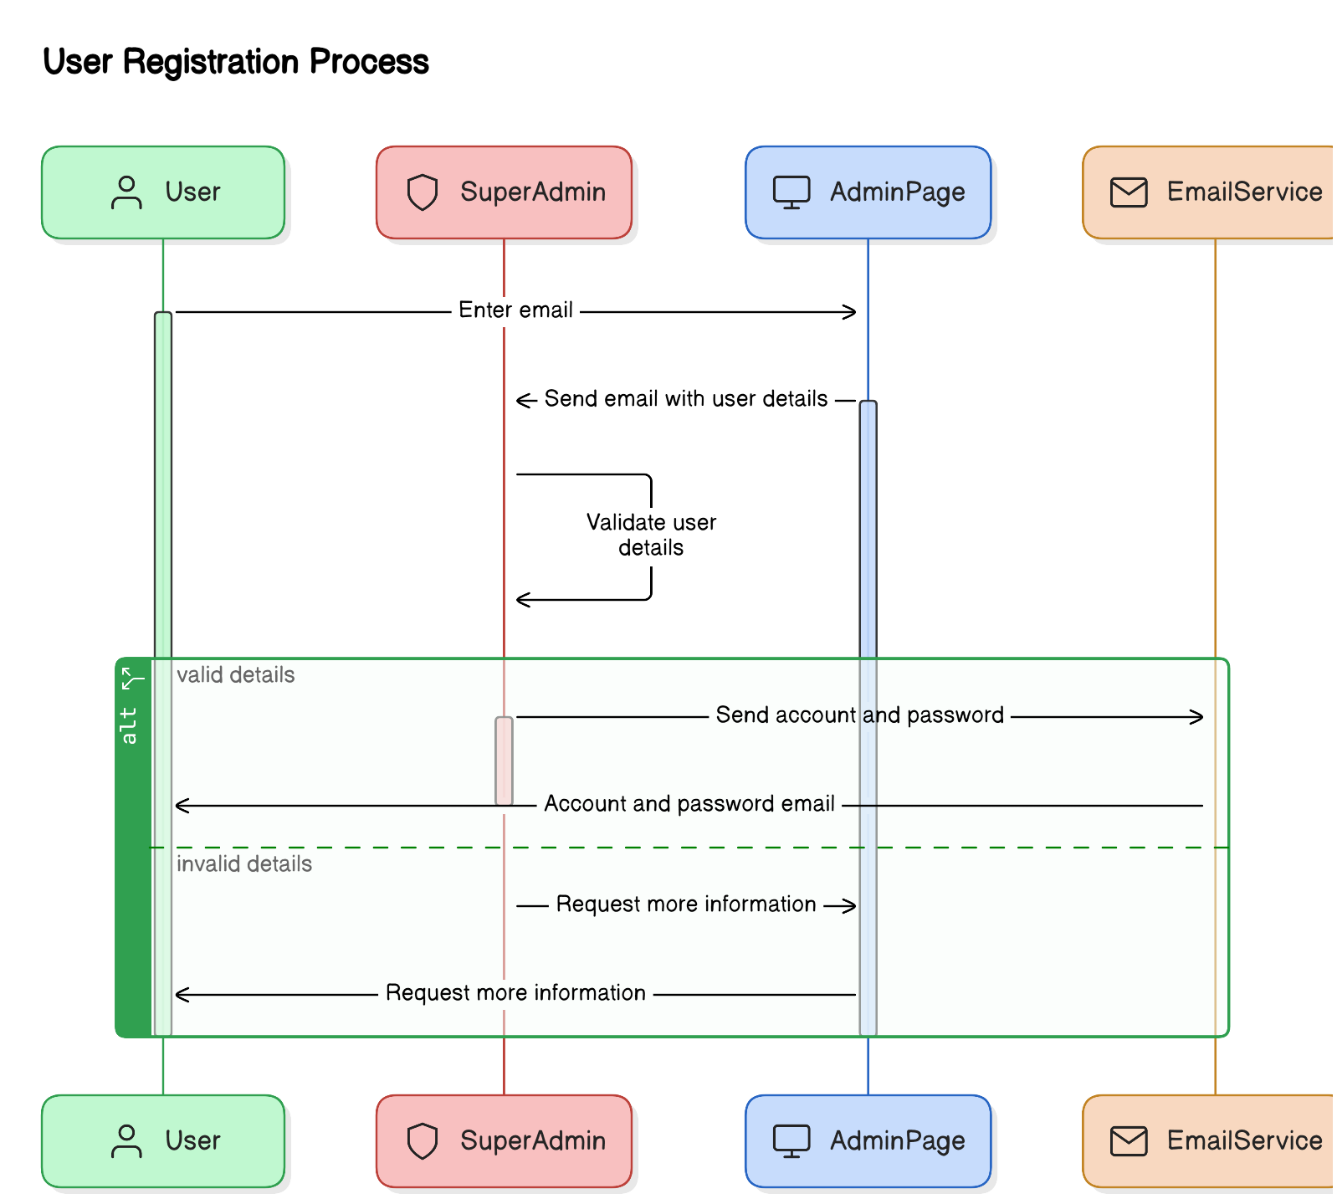 User Registration Process
User
SuperAdmin
AdminPage
EmailService
Enter email
Send email with user details
Validate user
details
alt
valid details
Send account and password
Account and password email
invalid details
Request more information
Request more information
User
SuperAdmin
AdminPage
EmailService